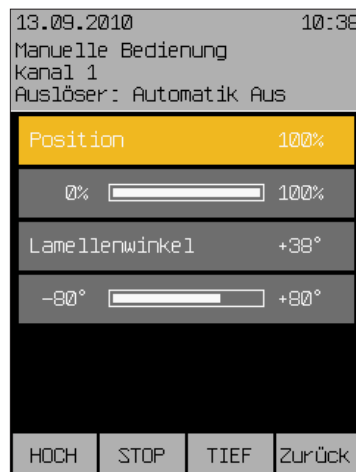 13.09.2010 10:38
Manuelle Bedienung
Kanal 1
Auslöser: Automatik Aus
Position 100%
0% 100%
Lamellenwinkel +38°
-80° +80°
HOCH STOP TIEF Zurück